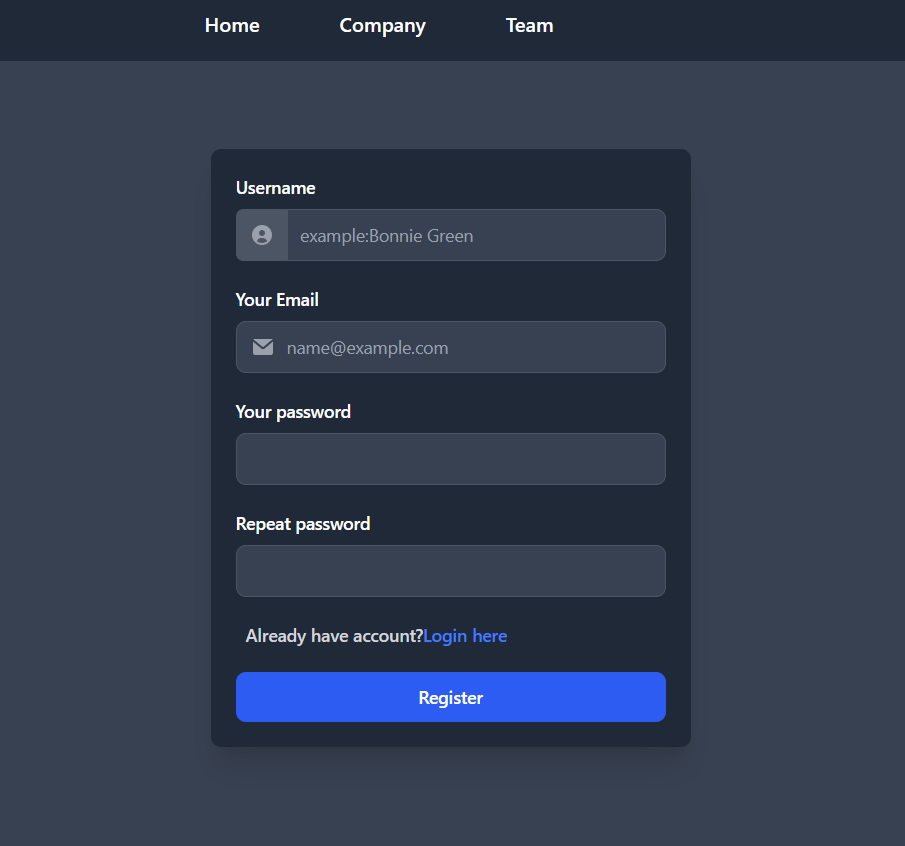 Home Company Team
Username
example:Bonnie Green
Your Email
name@example.com
Your password
Repeat password
Already have account?Login here
Register